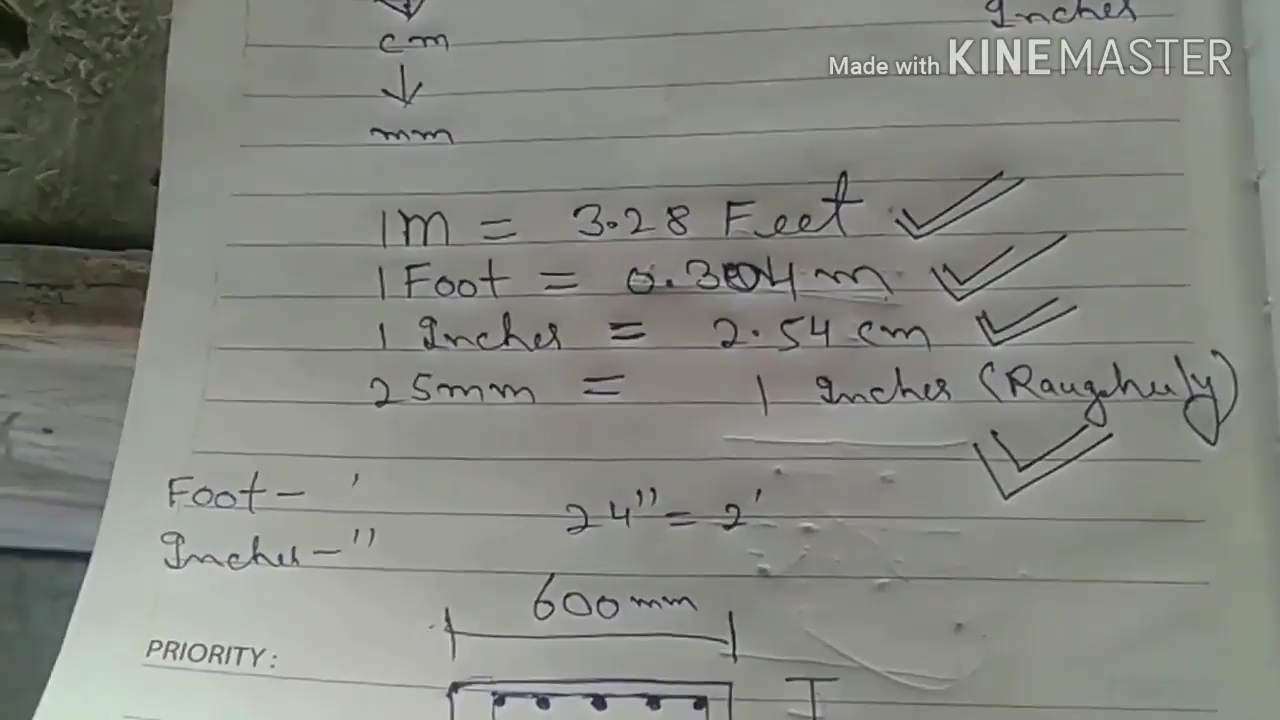 Inches
cm
Made with KINEMASTER
mm
1m = 3.28 Feet
1 Foot = 0.304 m
1 Inches = 2.54 cm
25mm = 1 Inches (Raughuly)
Foot - '
24" = 2'
Inches - "
600mm
PRIORITY: